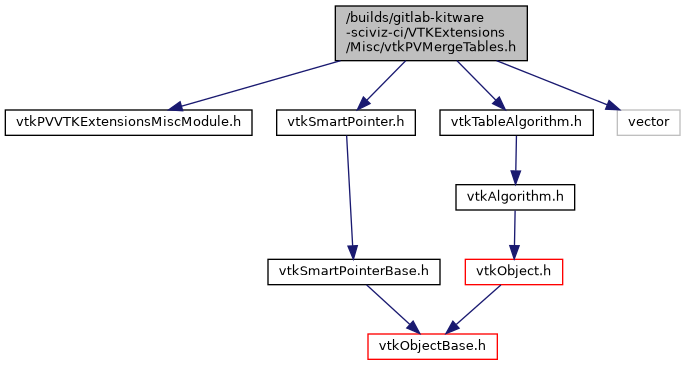 /builds/gitlab-kitware
-sciviz-ci/VTKExtensions
/Misc/vtkPVMergeTables.h
vtkPVVTKExtensionsMiscModule.h
vtkSmartPointer.h
vtkTableAlgorithm.h
vector
vtkAlgorithm.h
vtkSmartPointerBase.h
vtkObject.h
vtkObjectBase.h